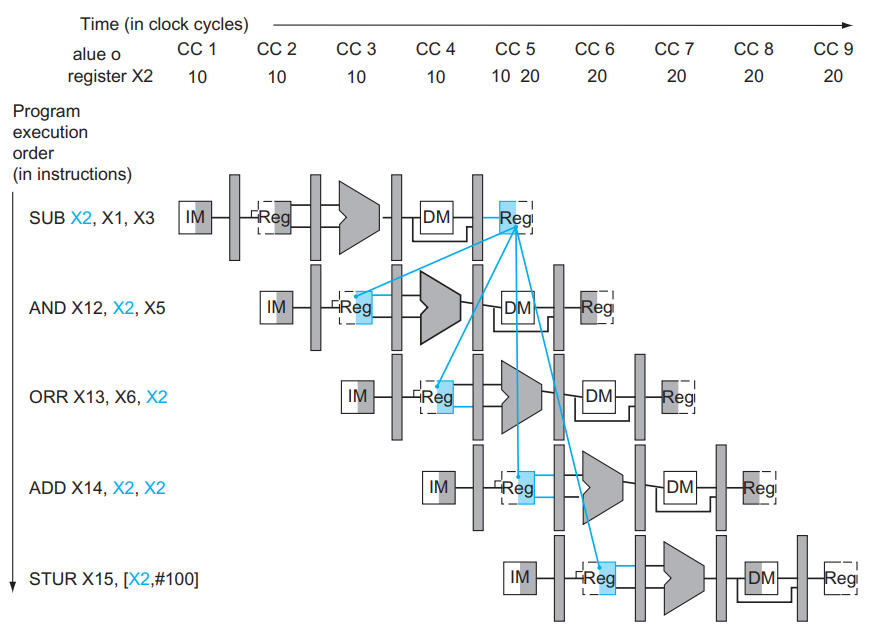 Time (in clock cycles)
alue o CC 1 CC 2 CC 3 CC 4 CC 5 CC 6 CC 7 CC 8 CC 9
register X2 10 10 10 10 10 20 20 20 20 20
Program
execution
order
(in instructions)
SUB X2, X1, X3 IM Reg DM Reg
AND X12, X2, X5 IM Reg DM Reg
ORR X13, X6, X2 IM Reg DM Reg
ADD X14, X2, X2 IM Reg DM Reg
STUR X15, [X2,#100] IM Reg DM Reg